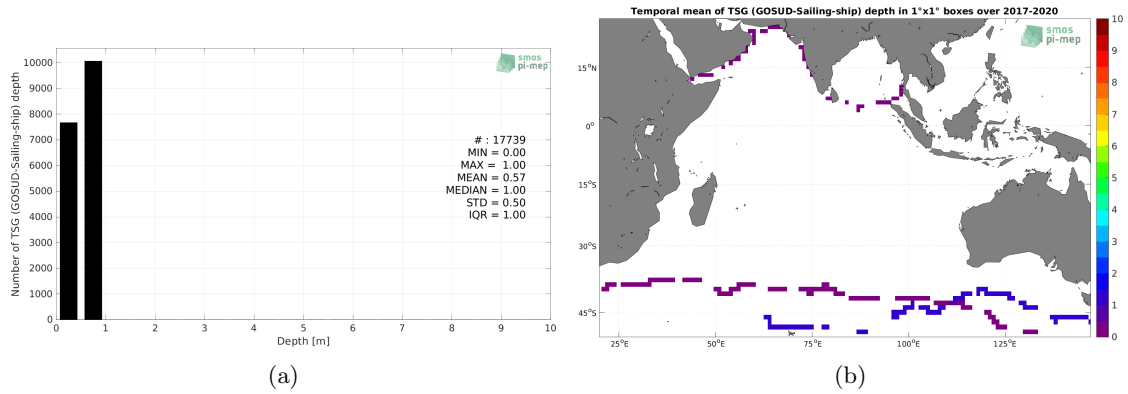 smos
pi-mep
Number of TSG (GOSUD-Sailing-ship) depth
10000
9000
8000
7000
6000
5000
4000
3000
2000
1000
0
# : 17739
MIN = 0.00
MAX = 1.00
MEAN = 0.57
MEDIAN = 1.00
STD = 0.50
IQR = 1.00
0 1 2 3 4 5 6 7 8 9 10
Depth [m]
(a)
Temporal mean of TSG (GOSUD-Sailing-ship) depth in 1°x1° boxes over 2017-2020
smos
pi-mep
15°N
0°
15°S
30°S
45°S
25°E 50°E 75°E 100°E 125°E
10
9
8
7
6
5
4
3
2
1
0
(b)